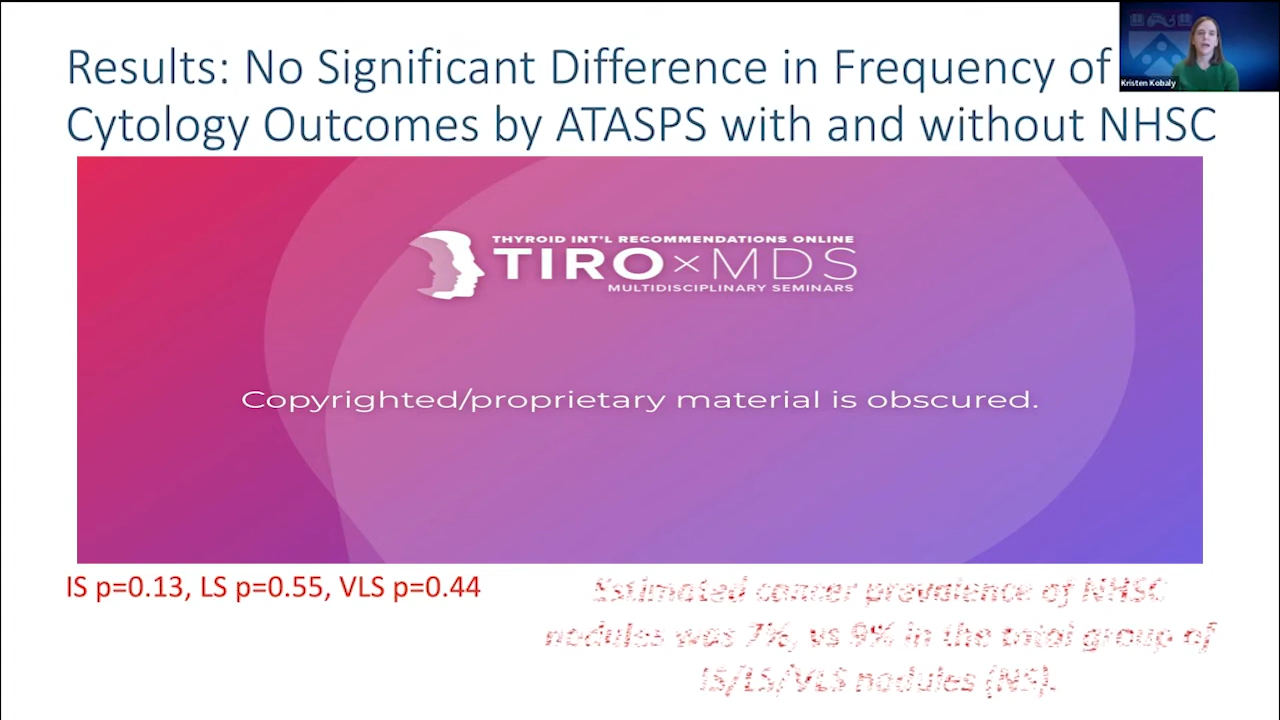 Results: No Significant Difference in Frequency of
Cytology Outcomes by ATASPS with and without NHSC
Kristen Kobaly
THYROID INT'L RECOMMENDATIONS ONLINE
TIRO×MDS
MULTIDISCIPLINARY SEMINARS
Copyrighted/proprietary material is obscured.
IS p=0.13, LS p=0.55, VLS p=0.44
Estimated cancer prevalence of NHSC
nodules was 7%, vs 9% in the total group of
IS/LS/VLS nodules (NS).